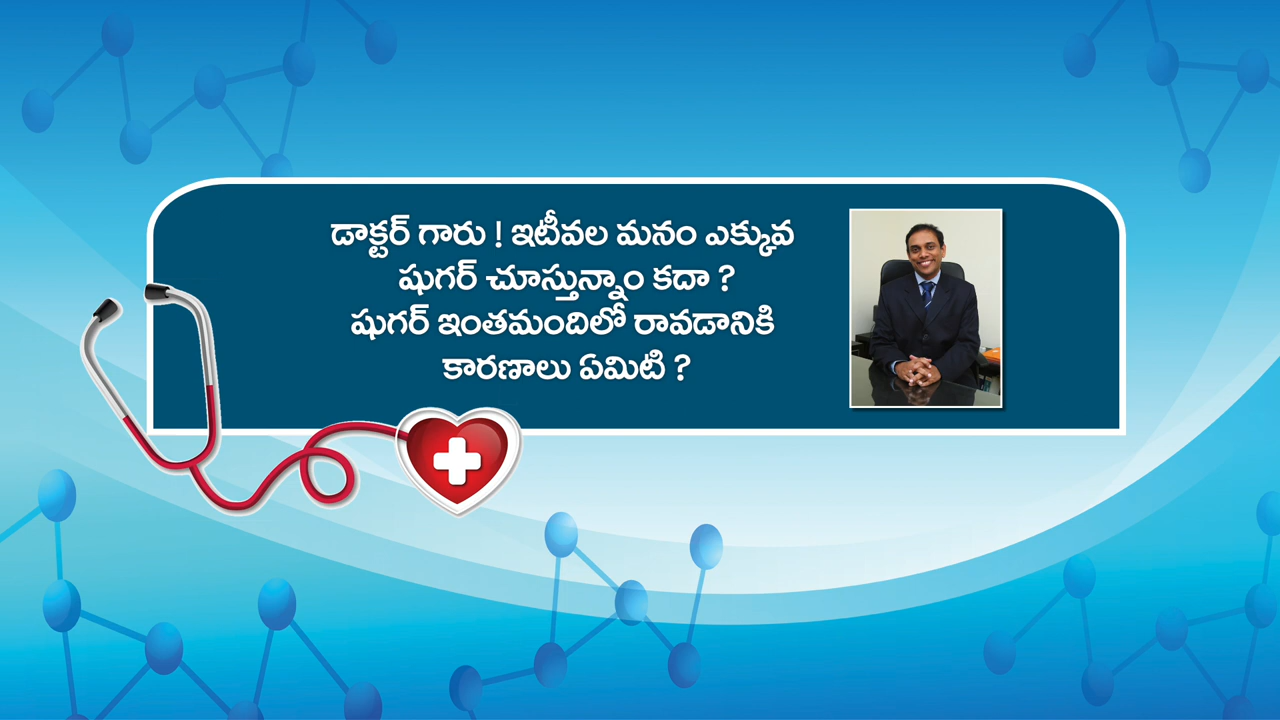 డాక్టర్ గారు ! ఇటీవల మనం ఎక్కువ
షుగర్ చూస్తున్నాం కదా ?
షుగర్ ఇంతమందిలో రావడానికి
కారణాలు ఏమిటి ?